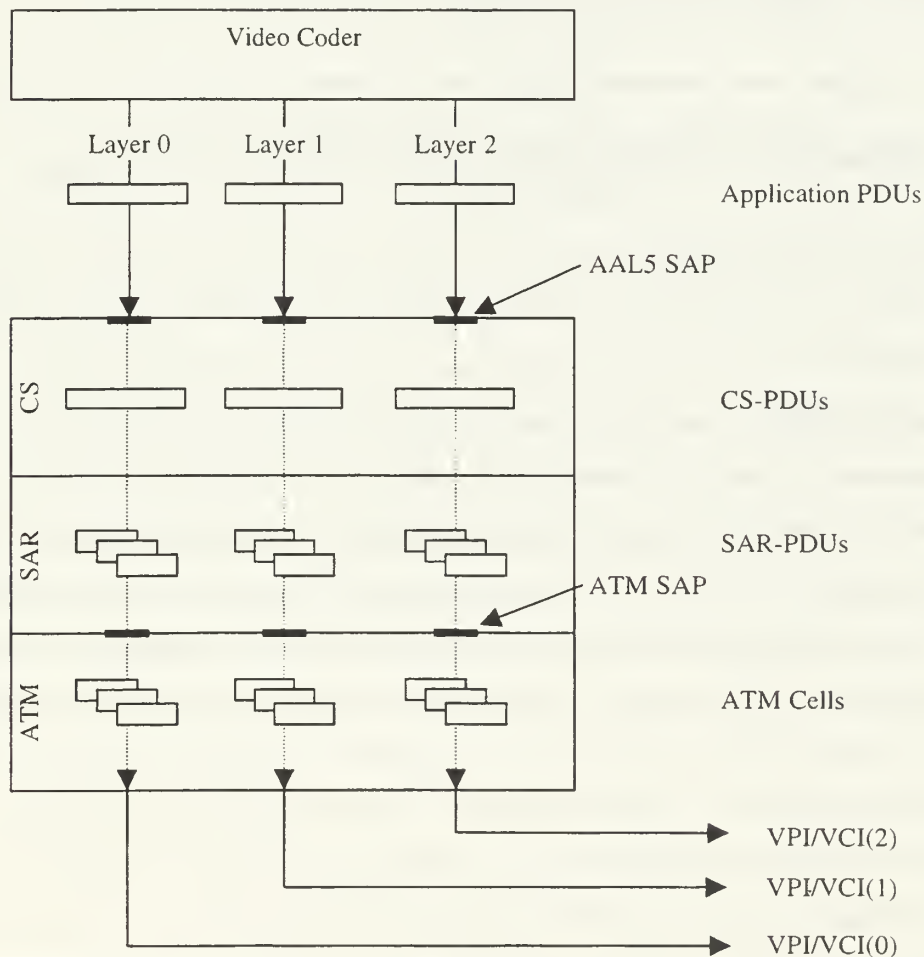 Video Coder
Layer 0
Layer 1
Layer 2
Application PDUs
AAL5 SAP
CS
CS-PDUs
SAR
SAR-PDUs
ATM SAP
ATM
ATM Cells
VPI/VCI(2)
VPI/VCI(1)
VPI/VCI(0)